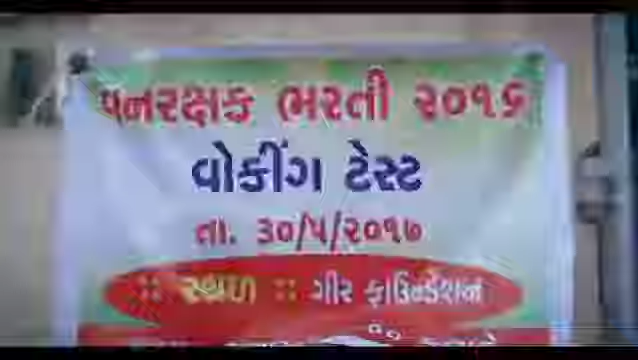 વનરક્ષક ભરતી ૨૦૧૬
વોકીંગ ટેસ્ટ
તા. ૩૦/૫/૨૦૧૭
:: સ્થળ :: ગીર ફાઉન્ડેશન